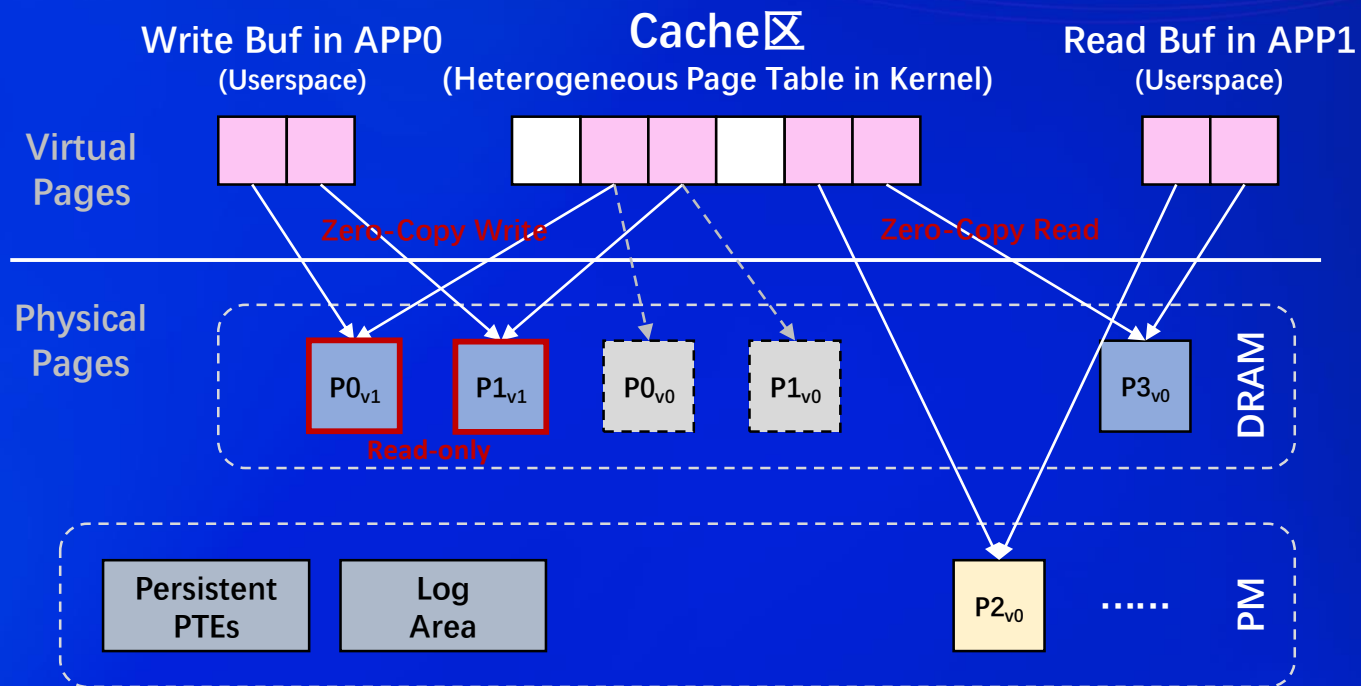 Write Buf in APP0
(Userspace)
Cache区
(Heterogeneous Page Table in Kernel)
Read Buf in APP1
(Userspace)
Virtual
Pages
Zero-Copy Write
Zero-Copy Read
Physical
Pages
P0v1
P1v1
P0v0
P1v0
P3v0
DRAM
Read-only
Persistent
PTEs
Log
Area
P2v0
……
PM